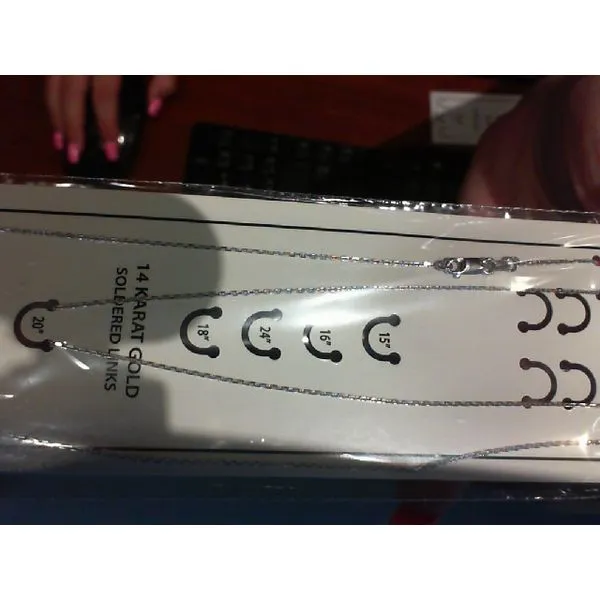 14 KARAT GOLD
SOLDERED LINKS
20"
18"
24"
16"
15"